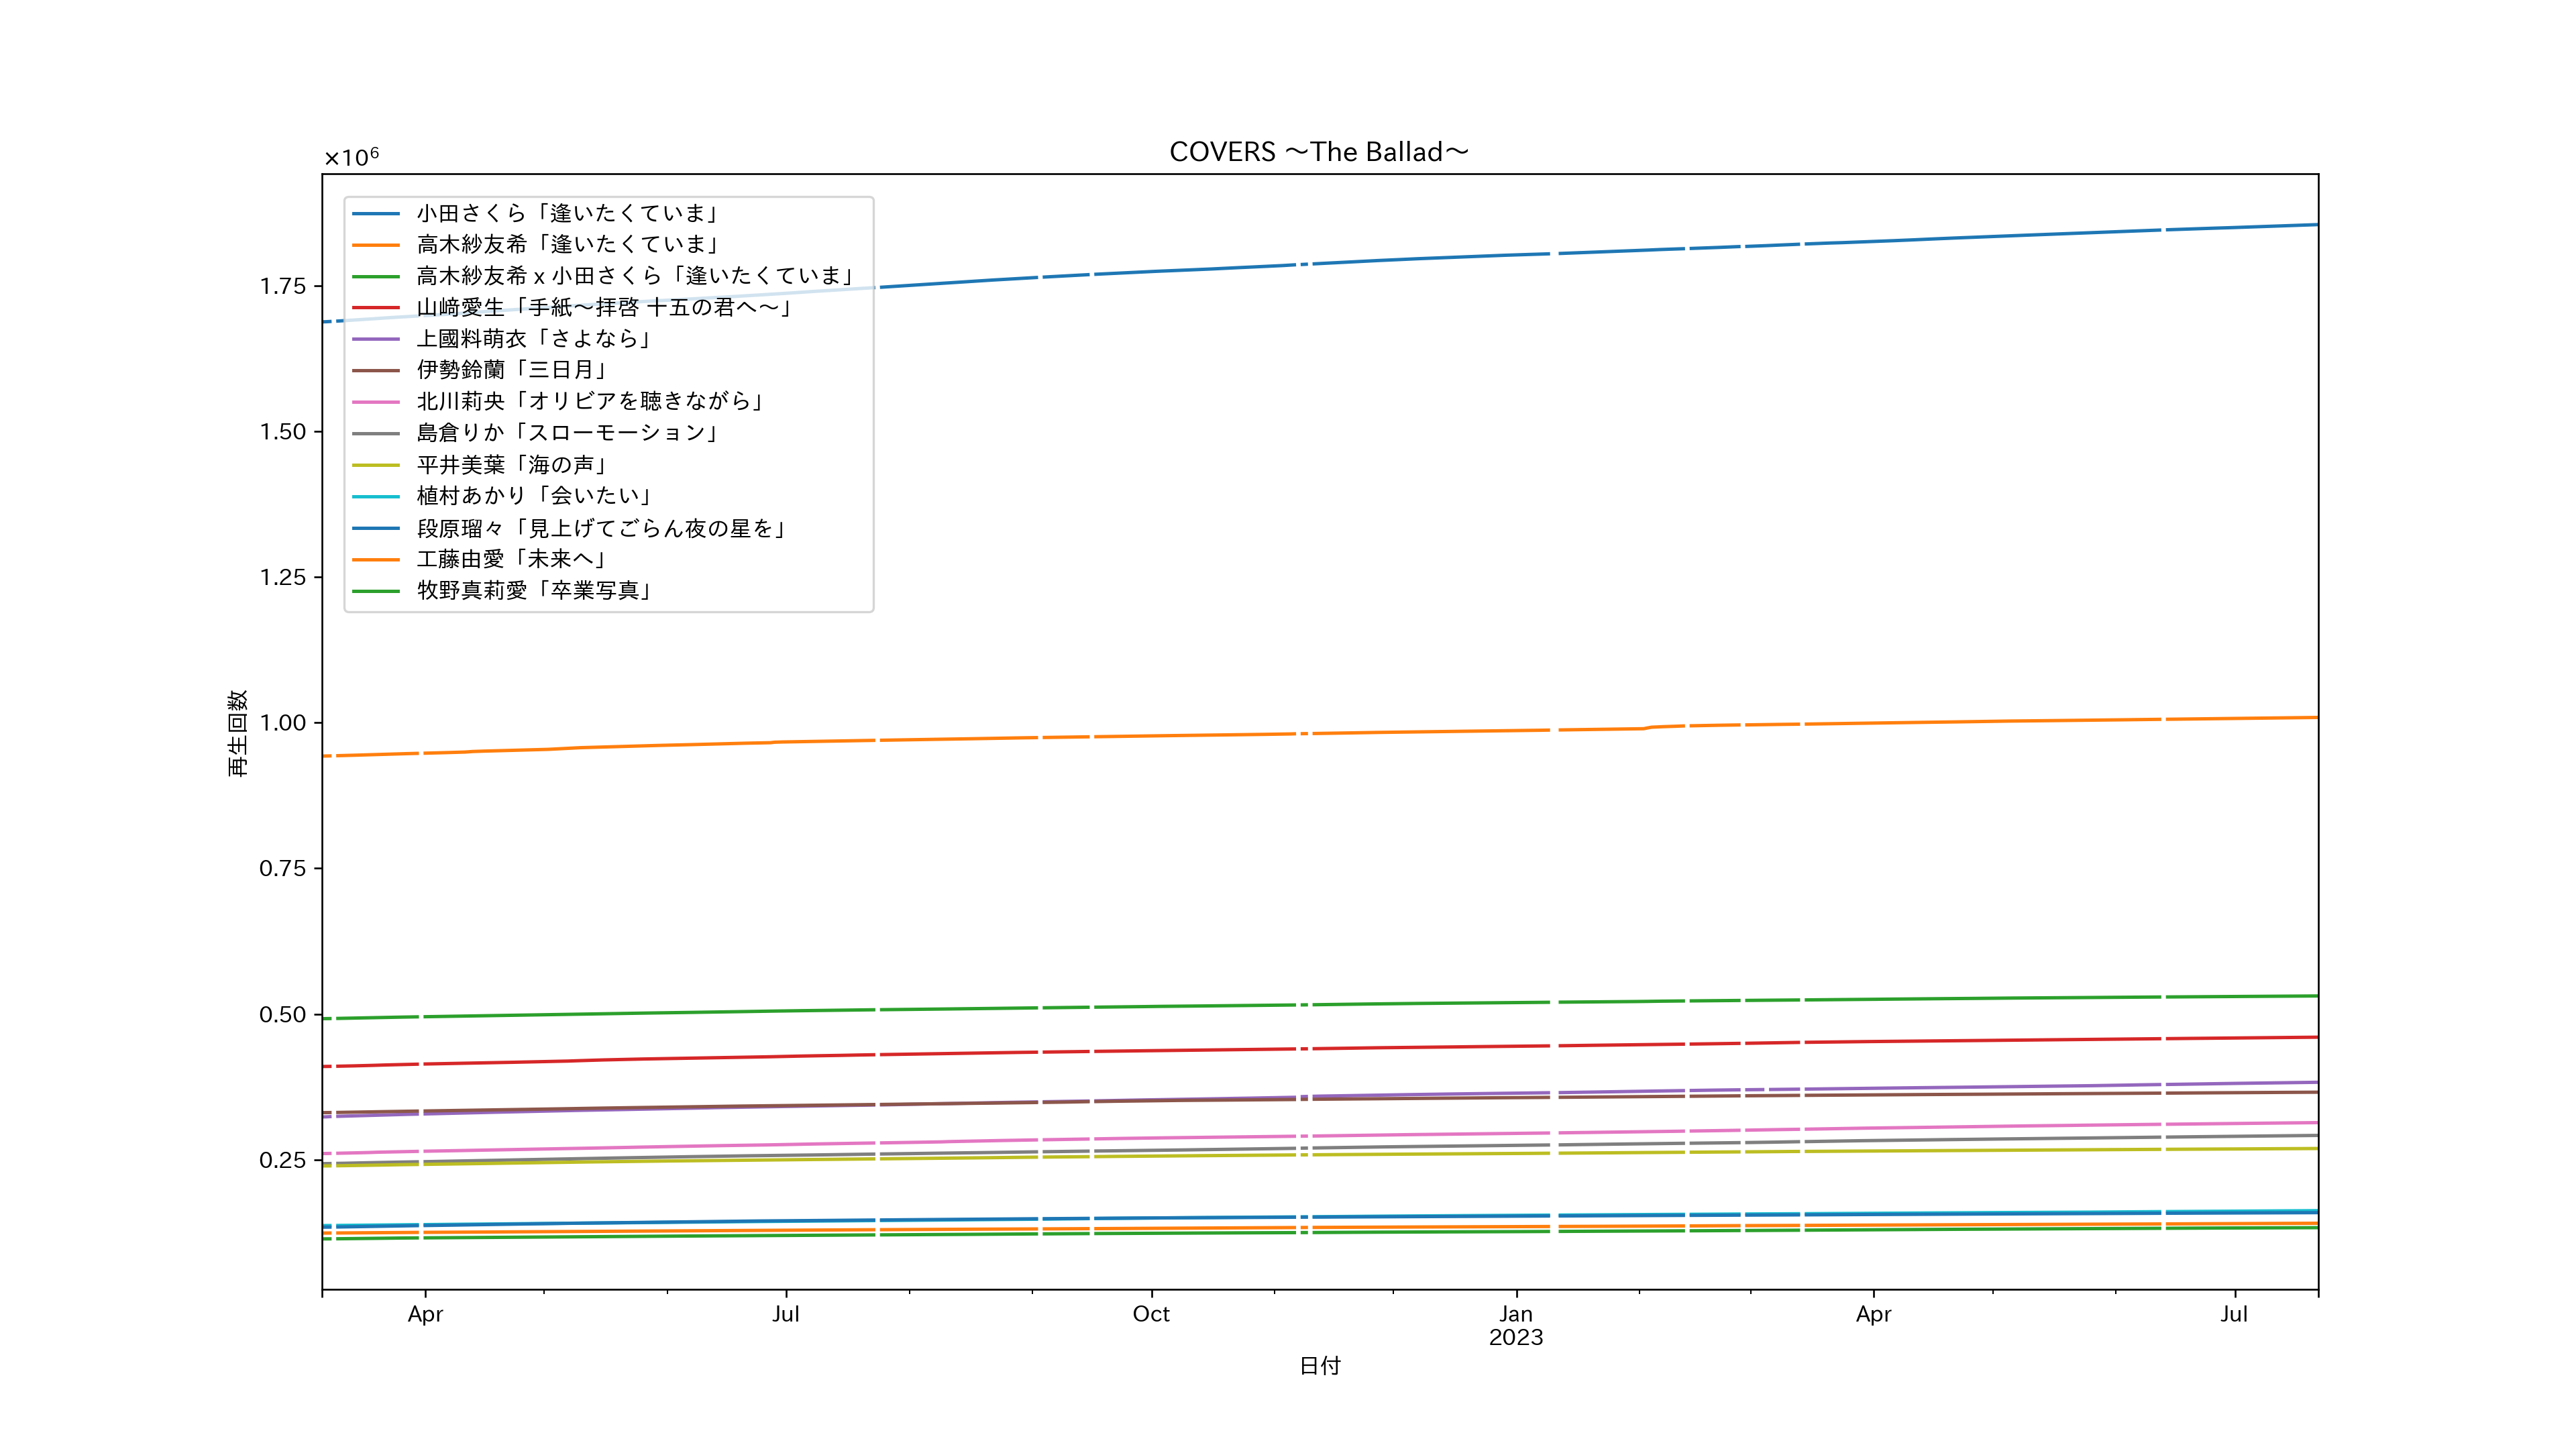 COVERS ～The Ballad～
×10⁶
小田さくら「逢いたくていま」
高木紗友希「逢いたくていま」
高木紗友希 x 小田さくら「逢いたくていま」
山﨑愛生「手紙～拝啓 十五の君へ～」
上國料萌衣「さよなら」
伊勢鈴蘭「三日月」
北川莉央「オリビアを聴きながら」
島倉りか「スローモーション」
平井美葉「海の声」
植村あかり「会いたい」
段原瑠々「見上げてごらん夜の星を」
工藤由愛「未来へ」
牧野真莉愛「卒業写真」
1.75
1.50
1.25
1.00
0.75
0.50
0.25
再生回数
Apr Jul Oct Jan Apr Jul
2023
日付